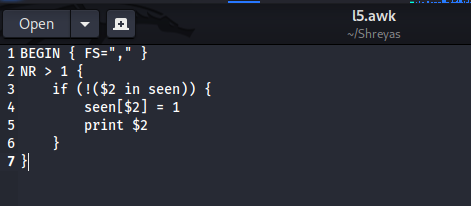 Open
l5.awk
~/Shreyas
1 BEGIN { FS="," }
2 NR > 1 {
3     if (!($2 in seen)) {
4         seen[$2] = 1
5         print $2
6     }
7 }